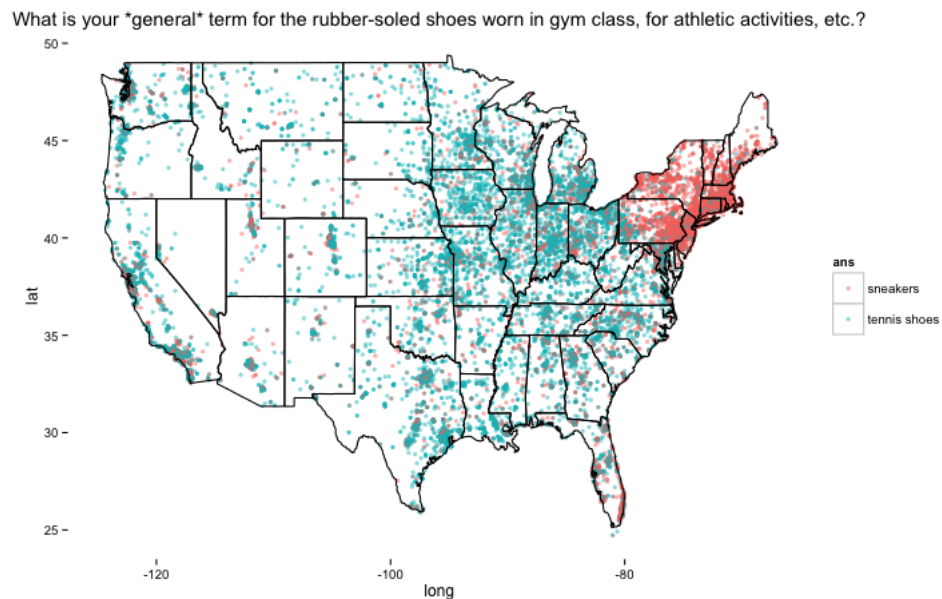 What is your *general* term for the rubber-soled shoes worn in gym class, for athletic activities, etc.?
50
45
40
35
30
25
lat
-120
-100
-80
long
ans
sneakers
tennis shoes